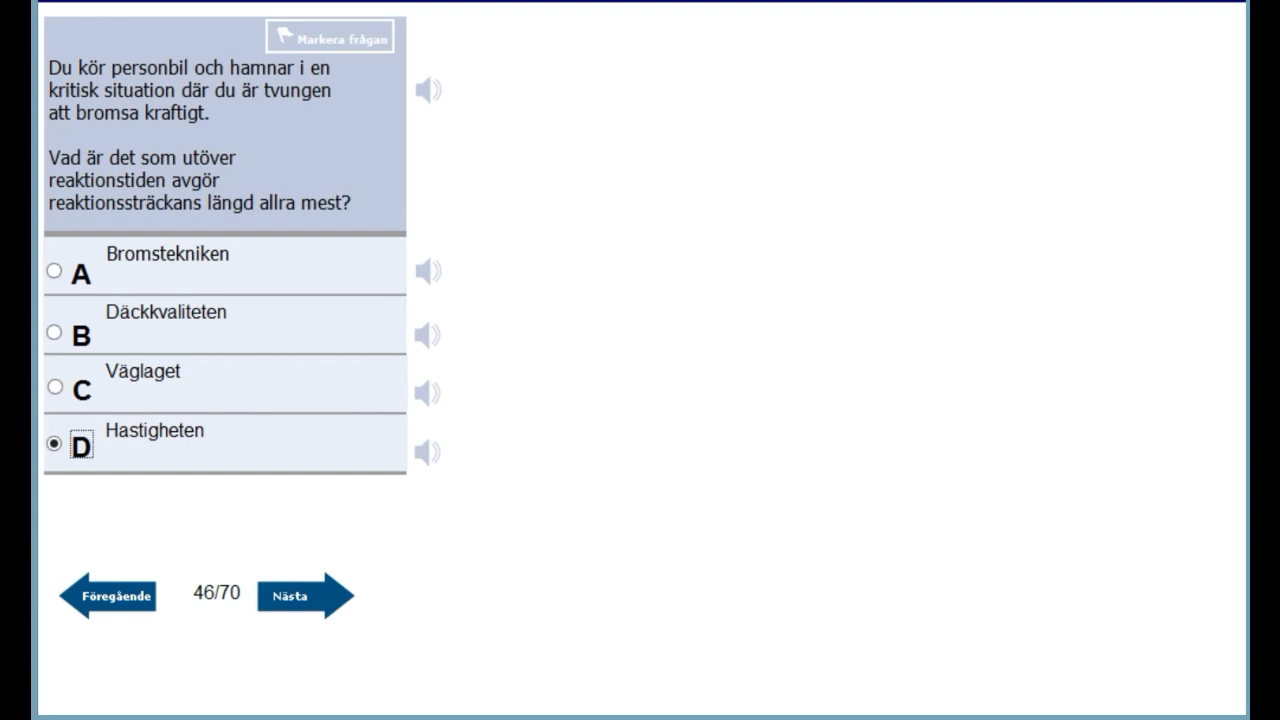 Markera frågan
Du kör personbil och hamnar i en
kritisk situation där du är tvungen
att bromsa kraftigt.
Vad är det som utöver
reaktionstiden avgör
reaktionssträckans längd allra mest?
A Bromstekniken
B Däckkvaliteten
C Väglaget
D Hastigheten
Föregående 46/70 Nästa